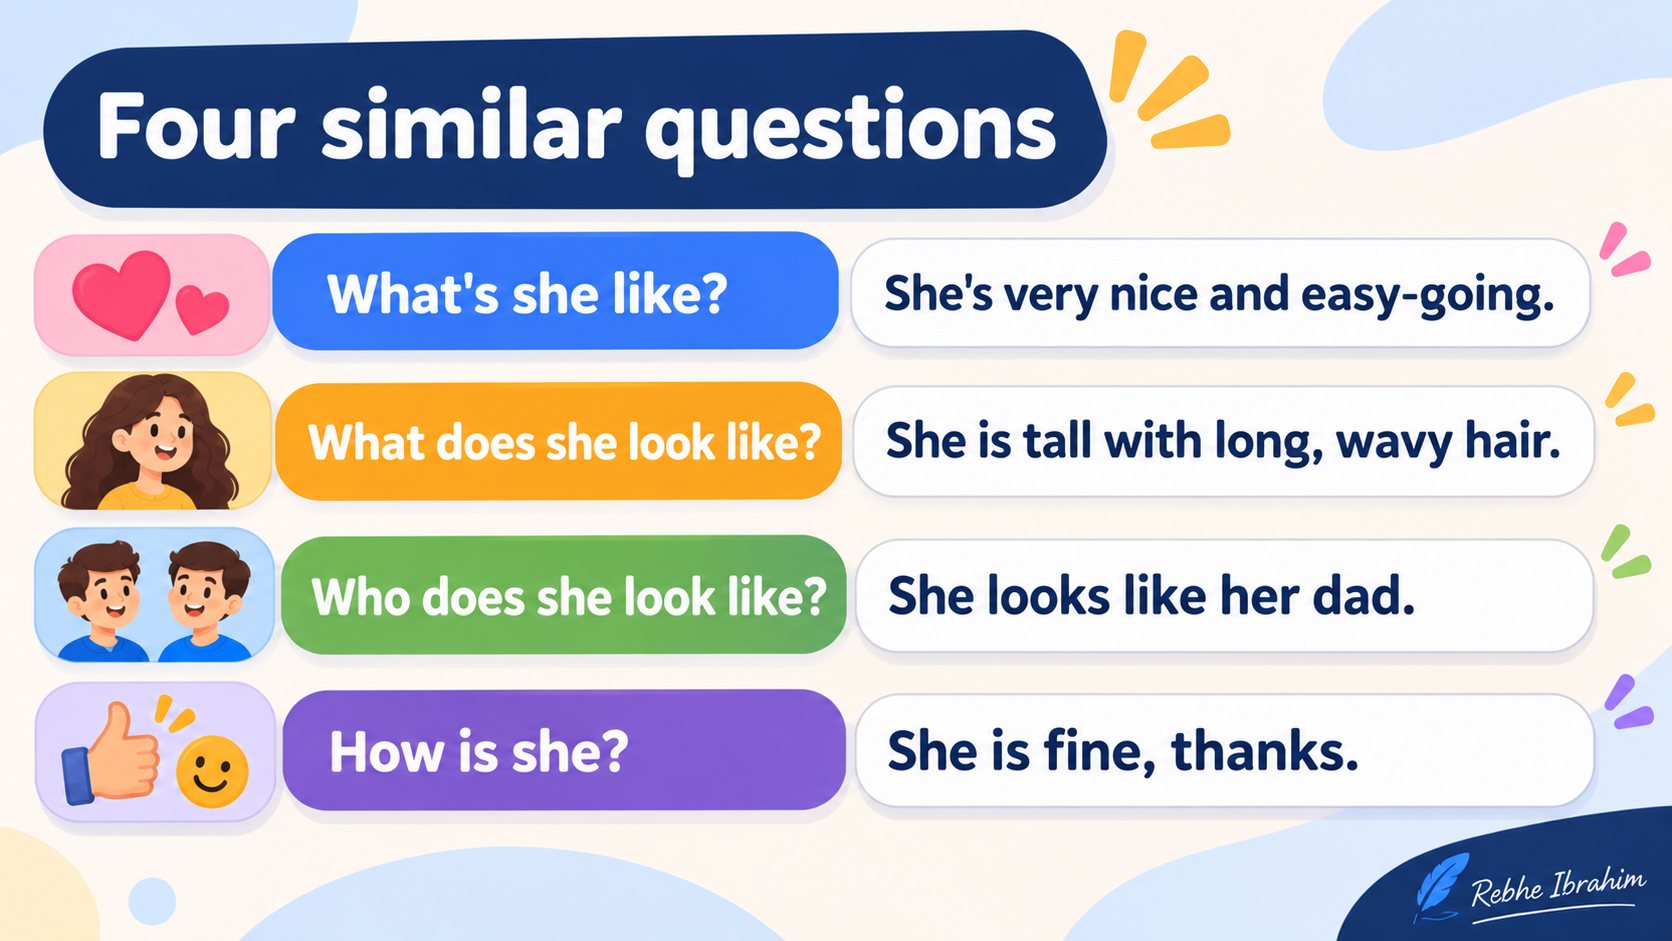 Four similar questions
What's she like?
She's very nice and easy-going.
What does she look like?
She is tall with long, wavy hair.
Who does she look like?
She looks like her dad.
How is she?
She is fine, thanks.
Rebhe Ibrahim